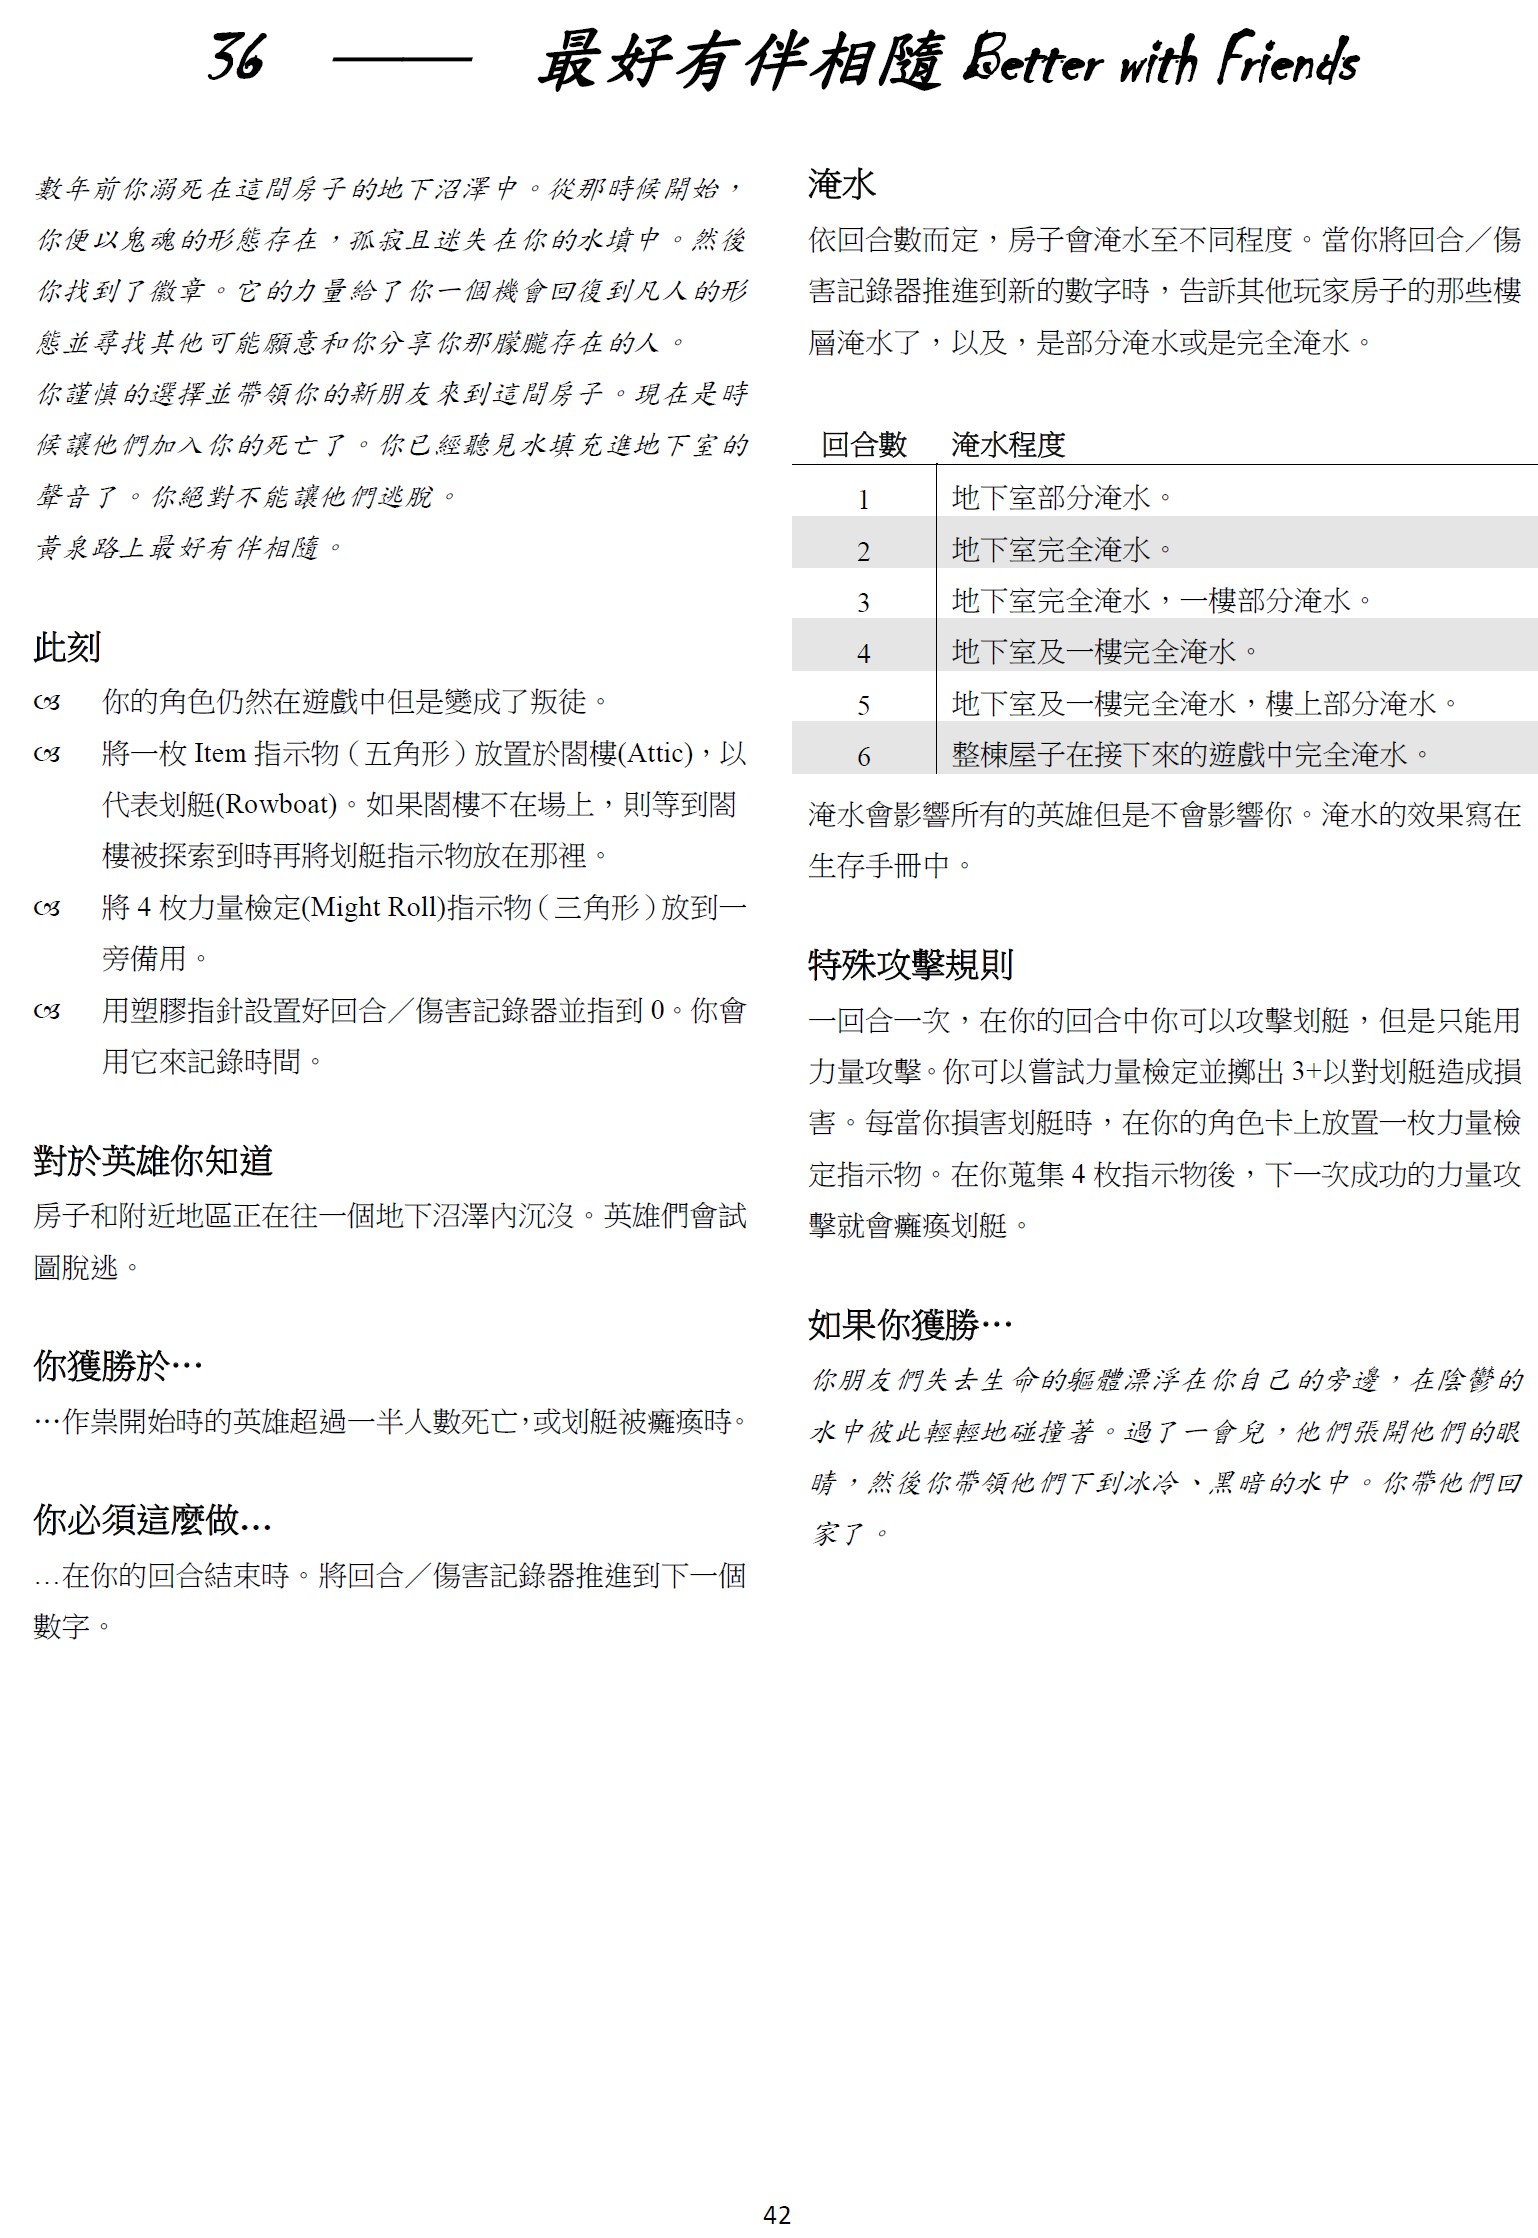 36 —— 最好有伴相隨 Better with Friends
數年前你溺死在這間房子的地下沼澤中。從那時候開始，
你便以鬼魂的形態存在，孤寂且迷失在你的水墳中。然後
你找到了徽章。它的力量給了你一個機會回復到凡人的形
態並尋找其他可能願意和你分享你那朦朧存在的人。
你謹慎的選擇並帶領你的新朋友來到這間房子。現在是時
候讓他們加入你的死亡了。你已經聽見水填充進地下室的
聲音了。你絕對不能讓他們逃脫。
黃泉路上最好有伴相隨。
此刻
你的角色仍然在遊戲中但是變成了叛徒。
將一枚 Item 指示物（五角形）放置於閣樓(Attic)，以
代表划艇(Rowboat)。如果閣樓不在場上，則等到閣
樓被探索到時再將划艇指示物放在那裡。
將 4 枚力量檢定(Might Roll)指示物（三角形）放到一
旁備用。
用塑膠指針設置好回合／傷害記錄器並指到 0。你會
用它來記錄時間。
對於英雄你知道
房子和附近地區正在往一個地下沼澤內沉沒。英雄們會試
圖脫逃。
你獲勝於…
…作祟開始時的英雄超過一半人數死亡，或划艇被癱瘓時。
你必須這麼做…
…在你的回合結束時。將回合／傷害記錄器推進到下一個
數字。
淹水
依回合數而定，房子會淹水至不同程度。當你將回合／傷
害記錄器推進到新的數字時，告訴其他玩家房子的那些樓
層淹水了，以及，是部分淹水或是完全淹水。
回合數 淹水程度
1 地下室部分淹水。
2 地下室完全淹水。
3 地下室完全淹水，一樓部分淹水。
4 地下室及一樓完全淹水。
5 地下室及一樓完全淹水，樓上部分淹水。
6 整棟屋子在接下來的遊戲中完全淹水。
淹水會影響所有的英雄但是不會影響你。淹水的效果寫在
生存手冊中。
特殊攻擊規則
一回合一次，在你的回合中你可以攻擊划艇，但是只能用
力量攻擊。你可以嘗試力量檢定並擲出 3+以對划艇造成損
害。每當你損害划艇時，在你的角色卡上放置一枚力量檢
定指示物。在你蒐集 4 枚指示物後，下一次成功的力量攻
擊就會癱瘓划艇。
如果你獲勝…
你朋友們失去生命的軀體漂浮在你自己的旁邊，在陰鬱的
水中彼此輕輕地碰撞著。過了一會兒，他們張開他們的眼
睛，然後你帶領他們下到冰冷、黑暗的水中。你帶他們回
家了。
42